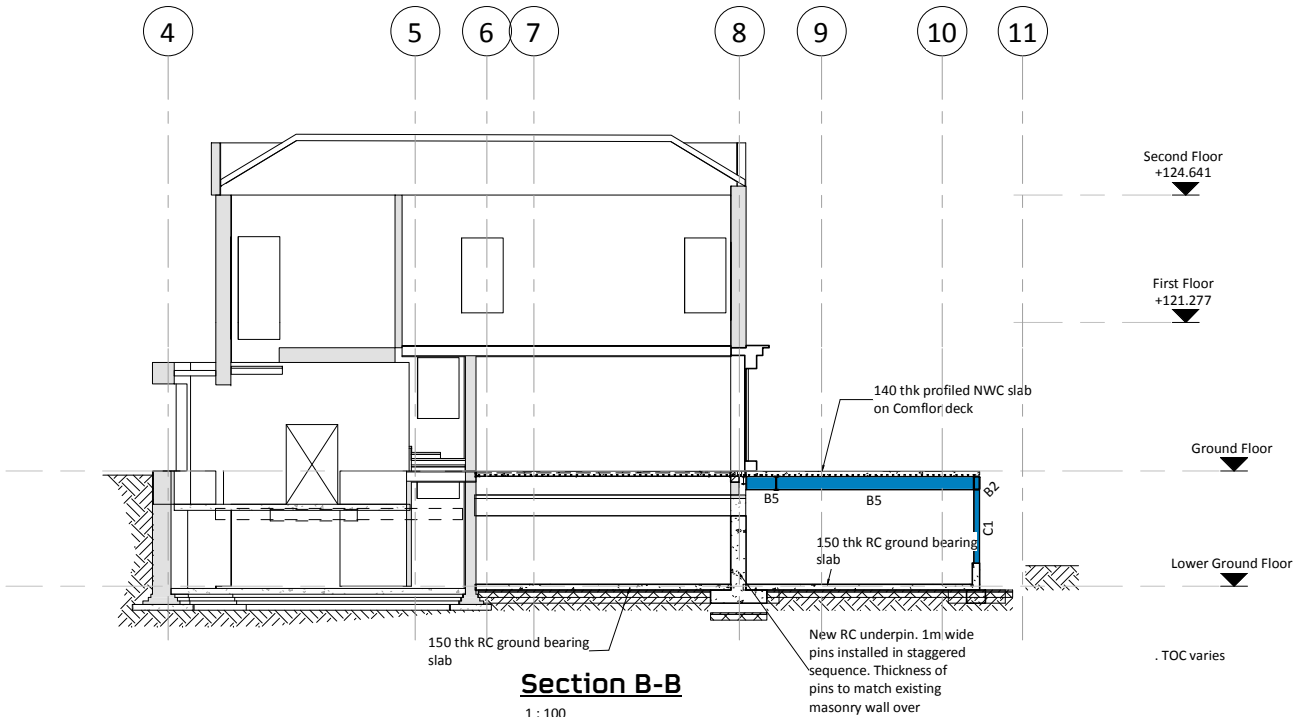 4
5
6
7
8
9
10
11
Second Floor
+124.641
First Floor
+121.277
140 thk profiled NWC slab
on Comflor deck
Ground Floor
B5
B5
B2
C1
150 thk RC ground bearing
slab
Lower Ground Floor
150 thk RC ground bearing
slab
New RC underpin. 1m wide
pins installed in staggered
sequence. Thickness of
pins to match existing
masonry wall over
. TOC varies
Section B-B
1 : 100